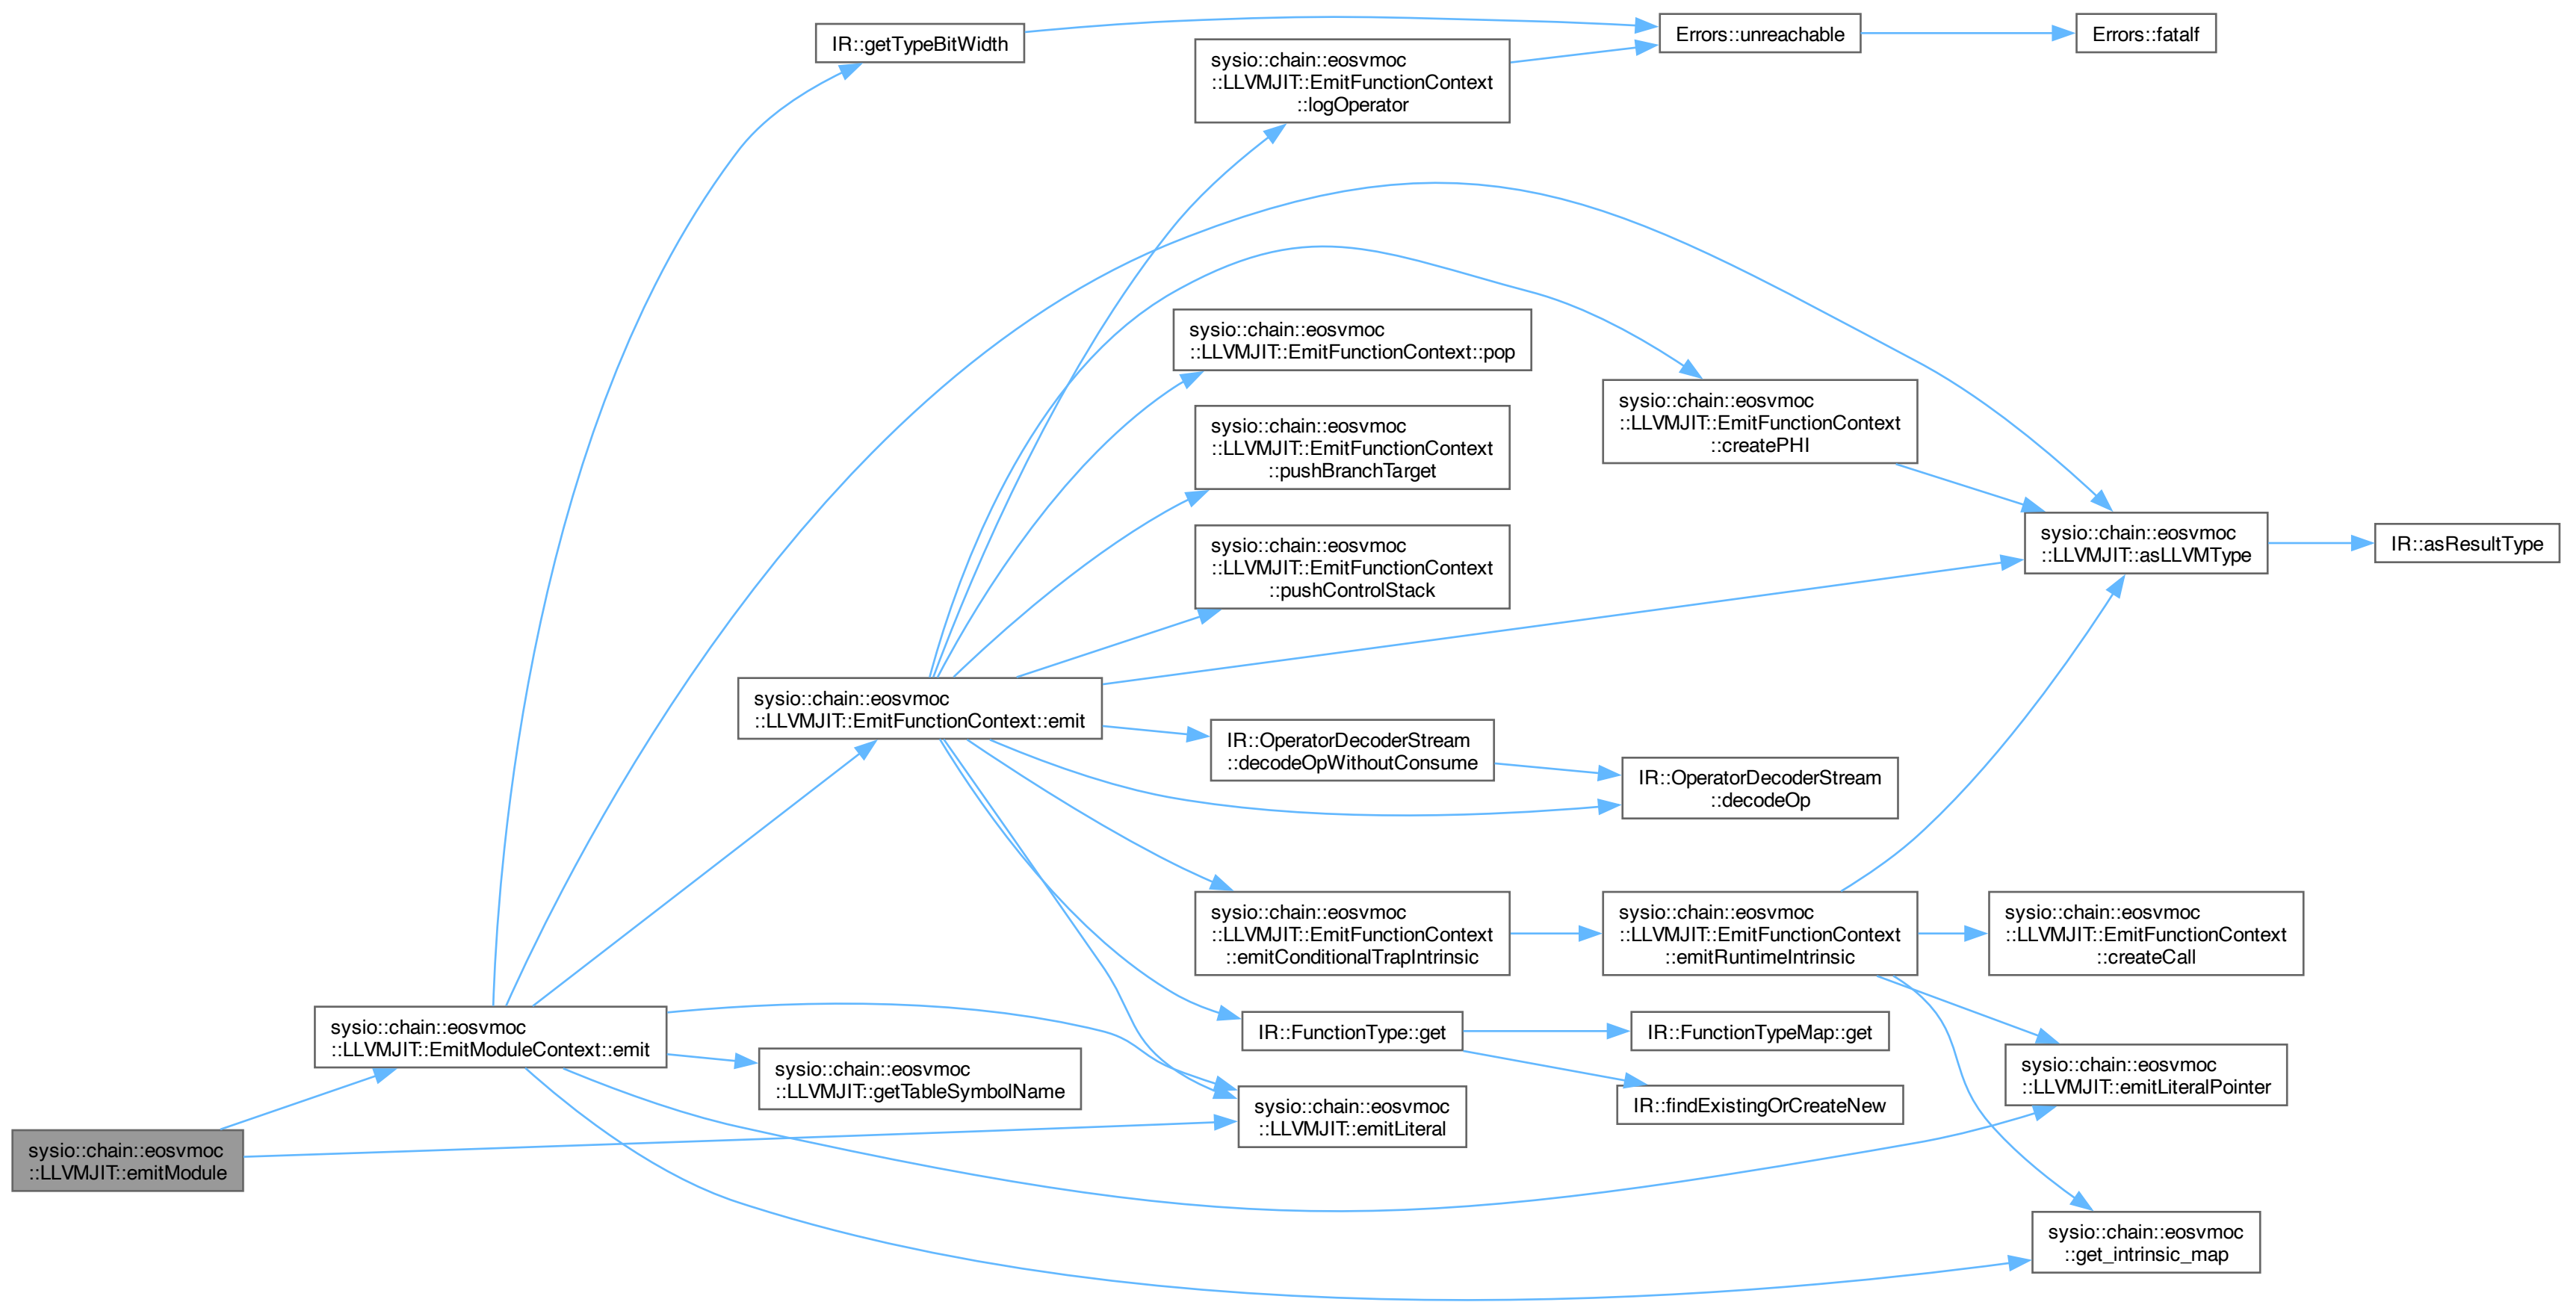 IR::getTypeBitWidth
Errors::unreachable
Errors::fatalf
sysio::chain::eosvmoc
::LLVMJIT::EmitFunctionContext
::logOperator
sysio::chain::eosvmoc
::LLVMJIT::EmitFunctionContext::pop
sysio::chain::eosvmoc
::LLVMJIT::EmitFunctionContext
::createPHI
sysio::chain::eosvmoc
::LLVMJIT::EmitFunctionContext
::pushBranchTarget
sysio::chain::eosvmoc
::LLVMJIT::EmitFunctionContext
::pushControlStack
sysio::chain::eosvmoc
::LLVMJIT::asLLVMType
IR::asResultType
sysio::chain::eosvmoc
::LLVMJIT::EmitFunctionContext::emit
IR::OperatorDecoderStream
::decodeOpWithoutConsume
IR::OperatorDecoderStream
::decodeOp
sysio::chain::eosvmoc
::LLVMJIT::EmitFunctionContext
::emitConditionalTrapIntrinsic
sysio::chain::eosvmoc
::LLVMJIT::EmitFunctionContext
::emitRuntimeIntrinsic
sysio::chain::eosvmoc
::LLVMJIT::EmitFunctionContext
::createCall
sysio::chain::eosvmoc
::LLVMJIT::EmitModuleContext::emit
IR::FunctionType::get
IR::FunctionTypeMap::get
sysio::chain::eosvmoc
::LLVMJIT::getTableSymbolName
sysio::chain::eosvmoc
::LLVMJIT::emitLiteralPointer
IR::findExistingOrCreateNew
sysio::chain::eosvmoc
::LLVMJIT::emitLiteral
sysio::chain::eosvmoc
::LLVMJIT::emitModule
sysio::chain::eosvmoc
::get_intrinsic_map